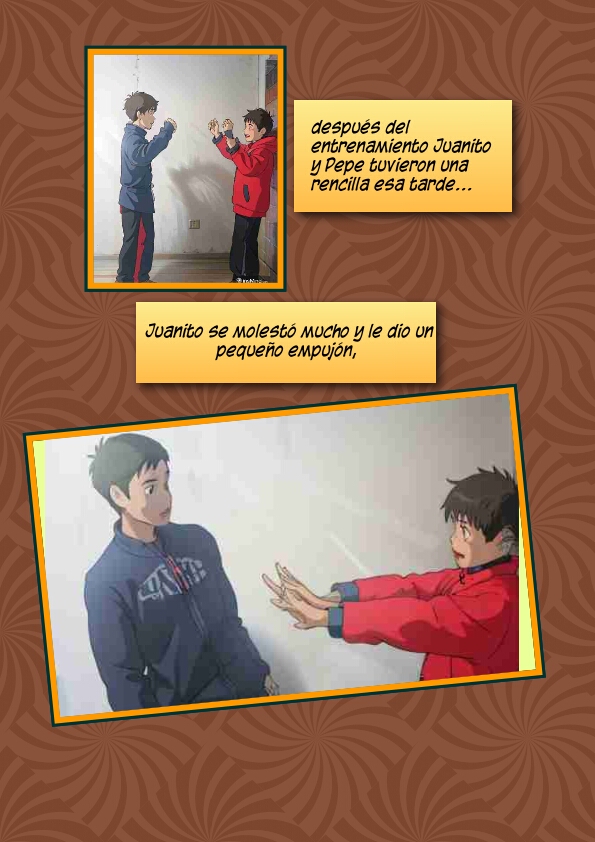 después del
entrenamiento Juanito
y Pepe tuvieron una
rencilla esa tarde...
Juanito se molestó mucho y le dio un
pequeño empujón,